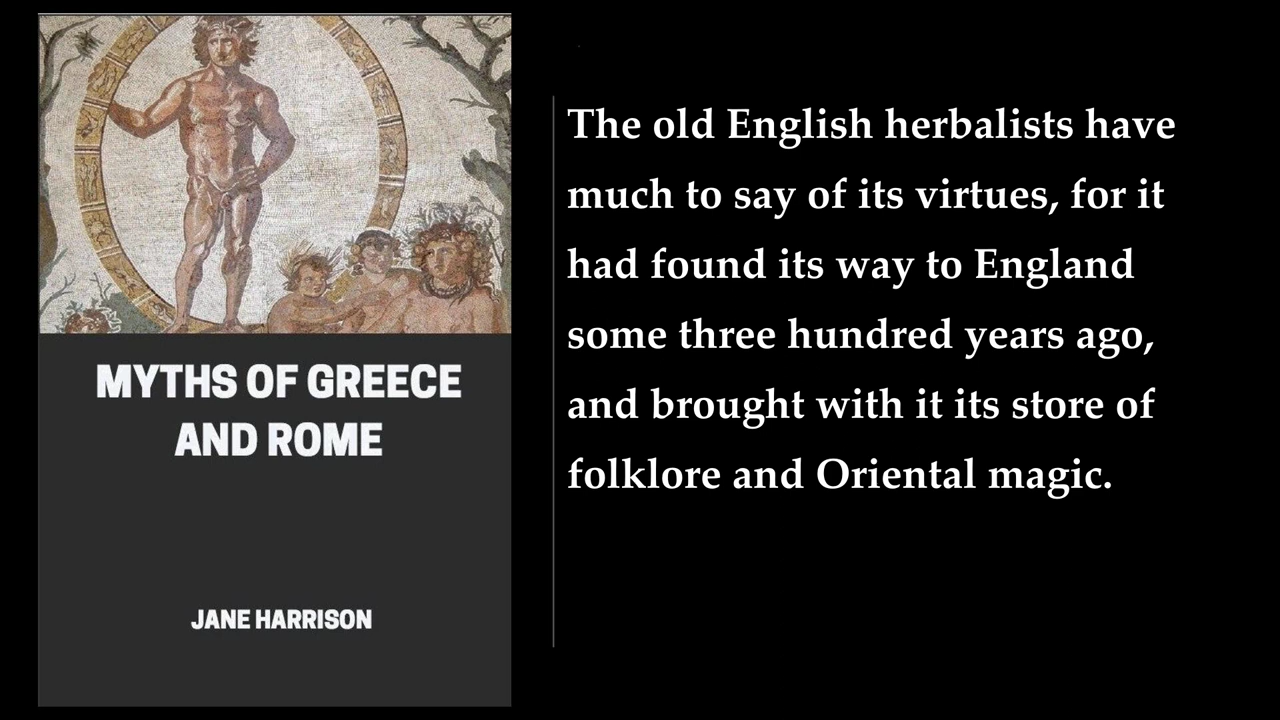 MYTHS OF GREECE
AND ROME
JANE HARRISON
The old English herbalists have
much to say of its virtues, for it
had found its way to England
some three hundred years ago,
and brought with it its store of
folklore and Oriental magic.